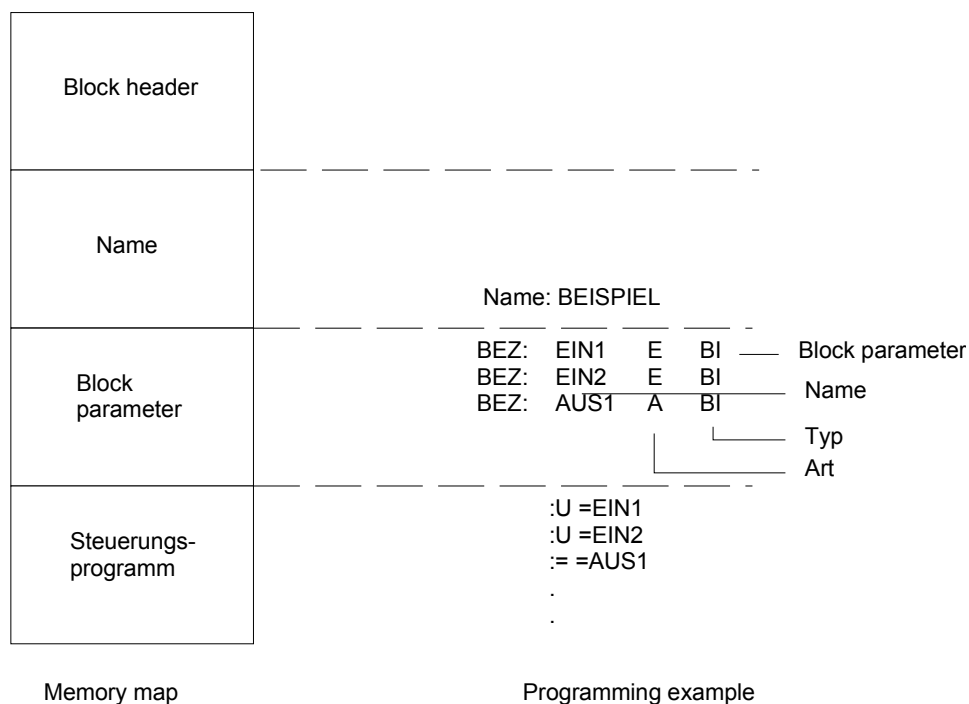 Block header
Name
Name: BEISPIEL
BEZ: EIN1 E BI Block parameter
BEZ: EIN2 E BI
Name
BEZ: AUS1 A BI
Block
parameter
Typ
Art
:U =EIN1
:U =EIN2
:= =AUS1
.
.
Steuerungs-
programm
Memory map
Programming example